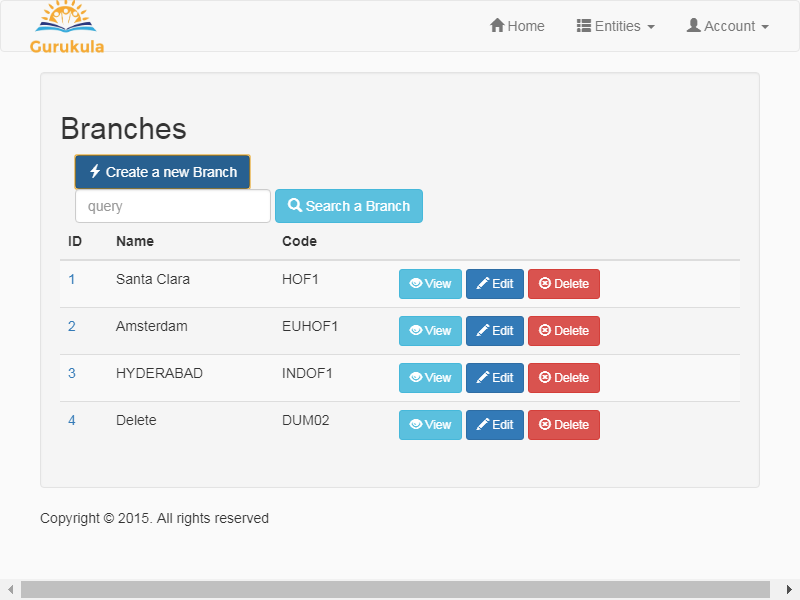 Gurukula
Home Entities Account
Branches
Create a new Branch
query Search a Branch
ID Name Code
1 Santa Clara HOF1 View Edit Delete
2 Amsterdam EUHOF1 View Edit Delete
3 HYDERABAD INDOF1 View Edit Delete
4 Delete DUM02 View Edit Delete
Copyright © 2015. All rights reserved